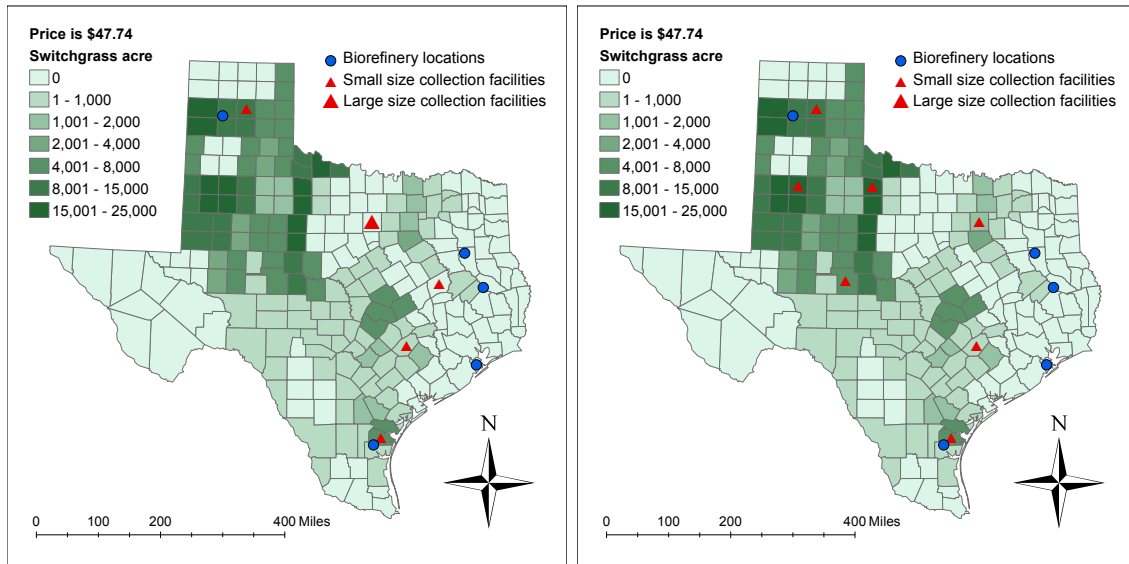 Price is $47.74
Switchgrass acre
0
1 - 1,000
1,001 - 2,000
2,001 - 4,000
4,001 - 8,000
8,001 - 15,000
15,001 - 25,000
Biorefinery locations
Small size collection facilities
Large size collection facilities
N
0 100 200 400 Miles
Price is $47.74
Switchgrass acre
0
1 - 1,000
1,001 - 2,000
2,001 - 4,000
4,001 - 8,000
8,001 - 15,000
15,001 - 25,000
Biorefinery locations
Small size collection facilities
Large size collection facilities
N
0 100 200 400 Miles